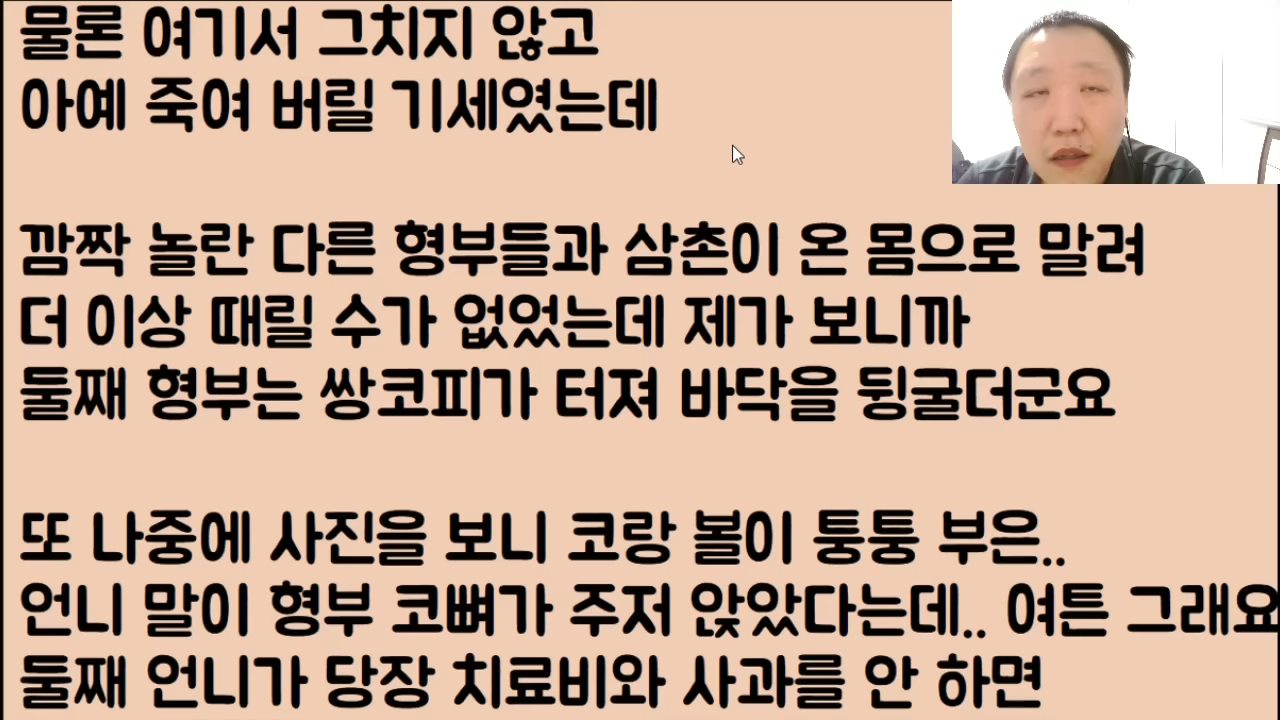 물론 여기서 그치지 않고
아예 죽여 버릴 기세였는데
깜짝 놀란 다른 형부들과 삼촌이 온 몸으로 말려
더 이상 때릴 수가 없었는데 제가 보니까
둘째 형부는 쌍코피가 터져 바닥을 뒹굴더군요
또 나중에 사진을 보니 코랑 볼이 퉁퉁 부은..
언니 말이 형부 코뼈가 주저 앉았다는데.. 여튼 그래요
둘째 언니가 당장 치료비와 사과를 안 하면